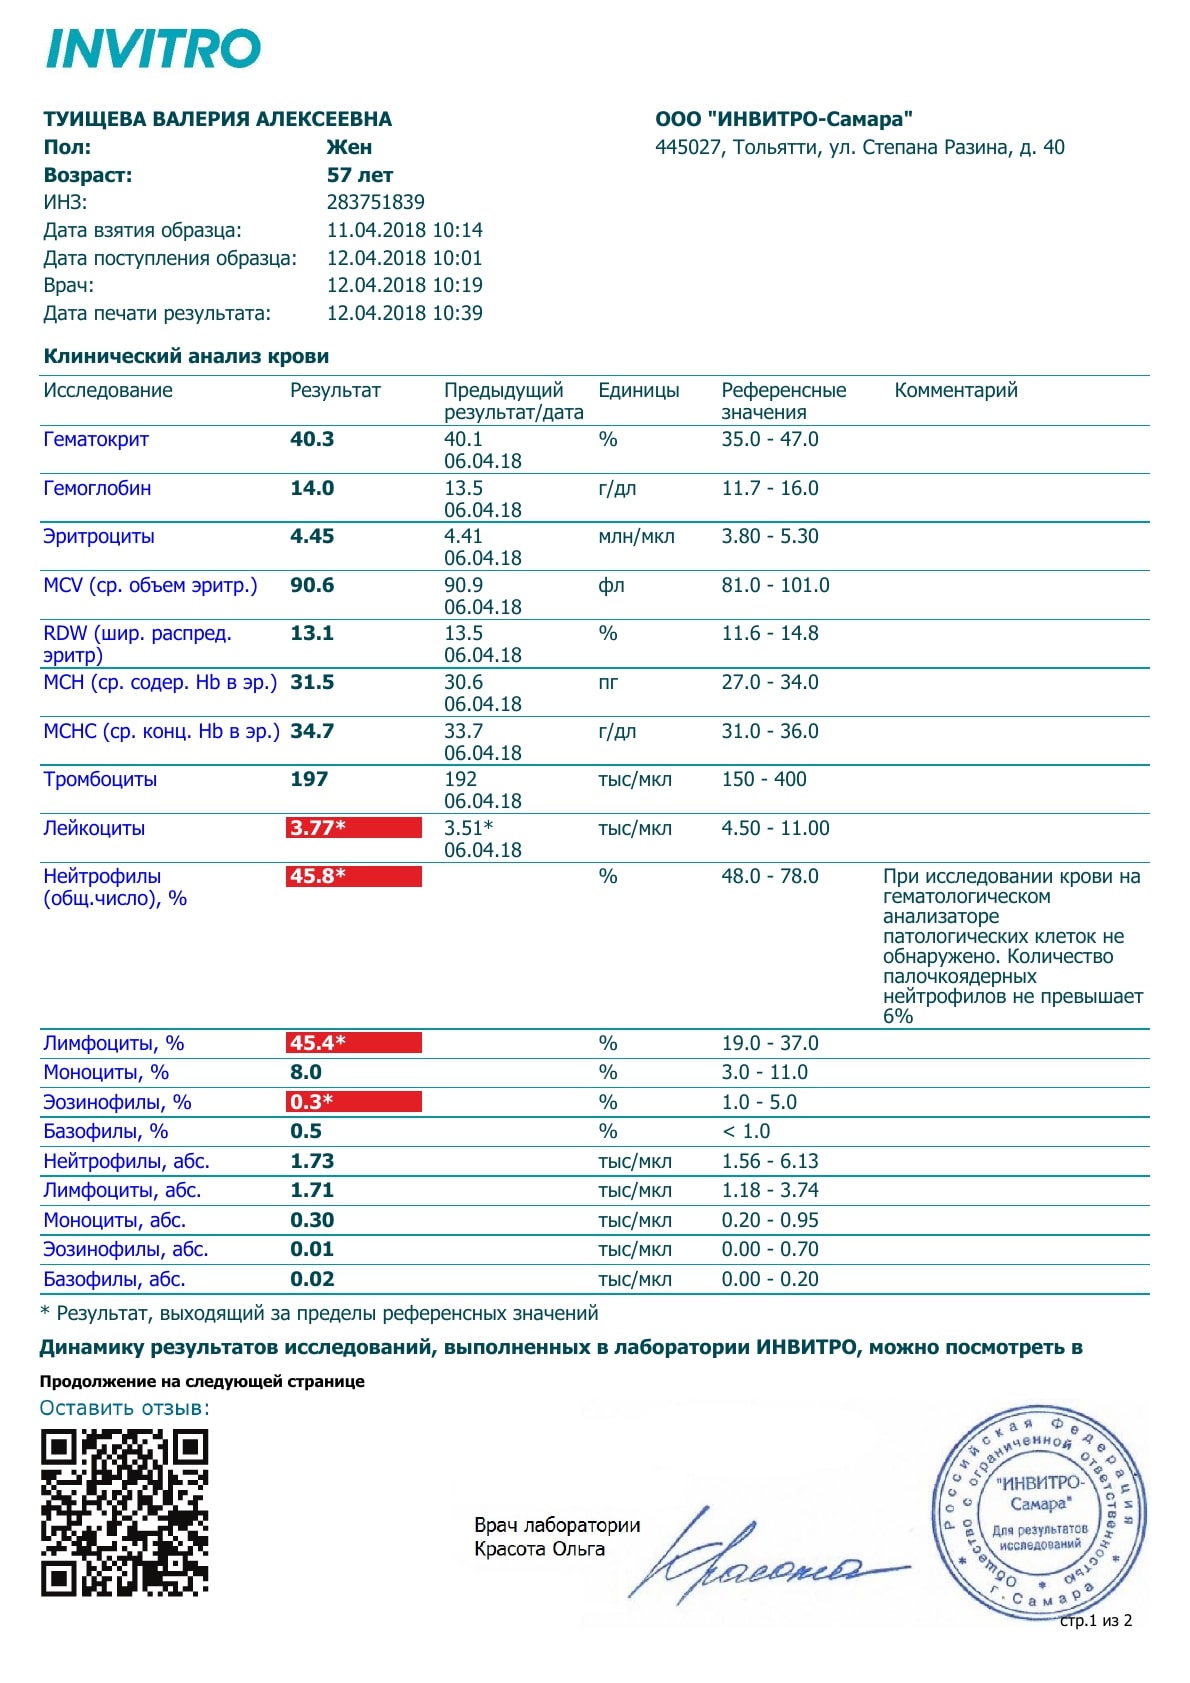 INVITRO
ТУИЩЕВА ВАЛЕРИЯ АЛЕКСЕЕВНА
Пол: Жен
Возраст: 57 лет
ИНЗ: 283751839
Дата взятия образца: 11.04.2018 10:14
Дата поступления образца: 12.04.2018 10:01
Врач: 12.04.2018 10:19
Дата печати результата: 12.04.2018 10:39
ООО "ИНВИТРО-Самара"
445027, Тольятти, ул. Степана Разина, д. 40
Клинический анализ крови
Исследование Результат Предыдущий Единицы Референсные Комментарий
результат/дата значения
Гематокрит 40.3 40.1 % 35.0 - 47.0
06.04.18
Гемоглобин 14.0 13.5 г/дл 11.7 - 16.0
06.04.18
Эритроциты 4.45 4.41 млн/мкл 3.80 - 5.30
06.04.18
MCV (ср. объем эритр.) 90.6 90.9 фл 81.0 - 101.0
06.04.18
RDW (шир. распред. 13.1 13.5 % 11.6 - 14.8
эритр) 06.04.18
MCH (ср. содер. Hb в эр.) 31.5 30.6 пг 27.0 - 34.0
06.04.18
MCHC (ср. конц. Hb в эр.) 34.7 33.7 г/дл 31.0 - 36.0
06.04.18
Тромбоциты 197 192 тыс/мкл 150 - 400
06.04.18
Лейкоциты 3.77* 3.51* тыс/мкл 4.50 - 11.00
06.04.18
Нейтрофилы 45.8* % 48.0 - 78.0 При исследовании крови на
(общ.число), % гематологическом
анализаторе
патологических клеток не
обнаружено. Количество
палочкоядерных
нейтрофилов не превышает
6%
Лимфоциты, % 45.4* % 19.0 - 37.0
Моноциты, % 8.0 % 3.0 - 11.0
Эозинофилы, % 0.3* % 1.0 - 5.0
Базофилы, % 0.5 % < 1.0
Нейтрофилы, абс. 1.73 тыс/мкл 1.56 - 6.13
Лимфоциты, абс. 1.71 тыс/мкл 1.18 - 3.74
Моноциты, абс. 0.30 тыс/мкл 0.20 - 0.95
Эозинофилы, абс. 0.01 тыс/мкл 0.00 - 0.70
Базофилы, абс. 0.02 тыс/мкл 0.00 - 0.20
* Результат, выходящий за пределы референсных значений
Динамику результатов исследований, выполненных в лаборатории ИНВИТРО, можно посмотреть в
Продолжение на следующей странице
Оставить отзыв:
Врач лаборатории
Красота Ольга
Красота
Российская Федерация
Общество с ограниченной ответственностью
"ИНВИТРО-
Самара"
Для результатов
исследований
г. Самара
стр.1 из 2